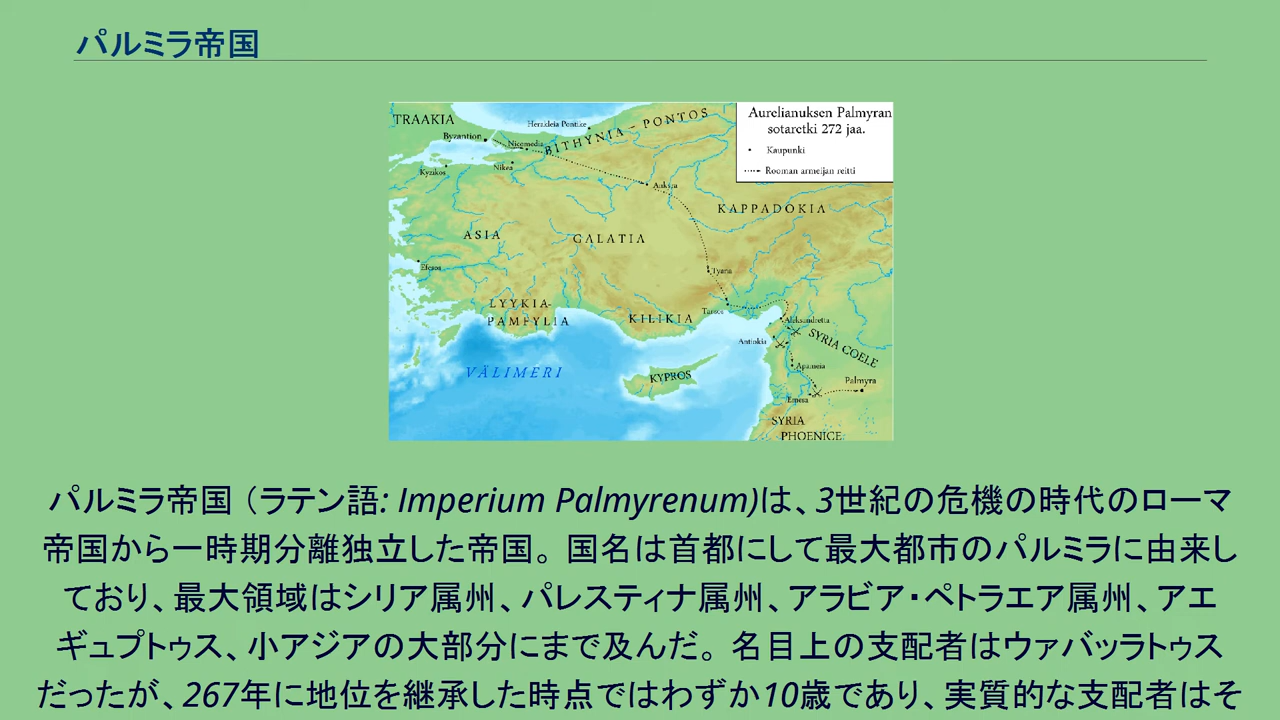 パルミラ帝国
TRAAKIA
Byzantion
Herakleia Pontike
BITHYNIA - PONTOS
Nicomedia
Kyzikos
Nikea
Aurelianuksen Palmyran
sotaretki 272 jaa.
Kaupunki
Rooman armeijan reitti
Ankyra
KAPPADOKIA
ASIA
GALATIA
Efesos
Tyana
LYYKIA-
PAMFYLIA
KILIKIA
Tarsos
Aleksandretta
Antiokia
SYRIA COELE
VÄLIMERI
KYPROS
Apameia
Palmyra
Emesa
SYRIA
PHOENICE
パルミラ帝国（ラテン語: Imperium Palmyrenum)は、3世紀の危機の時代のローマ
帝国から一時期分離独立した帝国。国名は首都にして最大都市のパルミラに由来し
ており、最大領域はシリア属州、パレスティナ属州、アラビア・ペトラエア属州、アエ
ギュプトゥス、小アジアの大部分にまで及んだ。名目上の支配者はウァバッラトゥス
だったが、267年に地位を継承した時点ではわずか10歳であり、実質的な支配者はそ